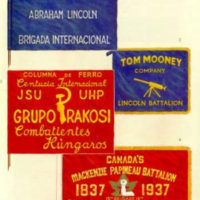 ABRAHAM LINCOLN
BRIGADA INTERNACIONAL
TOM MOONEY
COMPANY
LINCOLN BATTALION
COLUMNA DE FERRO
Centuria Internacional
JSU UHP
GRUPO RAKOSI
Combatientes
Húngaros
CANADA'S
MACKENZIE PAPINEAU BATTALION
1837 1937